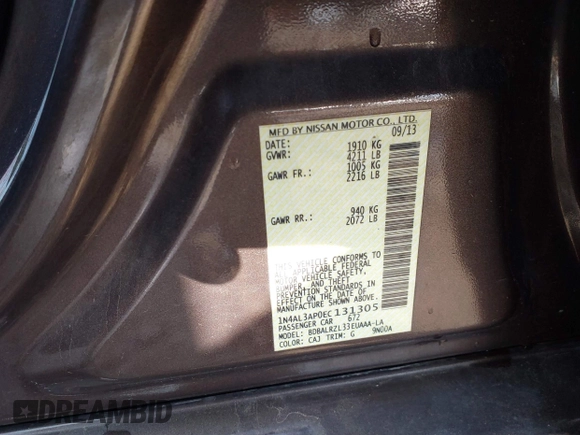 MFD BY NISSAN MOTOR CO., LTD.
DATE: 09/13
GVWR: 1910 KG
4211 LB
GAWR FR.: 1005 KG
2216 LB
GAWR RR.: 940 KG
2072 LB
THIS VEHICLE CONFORMS TO
ALL APPLICABLE FEDERAL
MOTOR VEHICLE SAFETY,
BUMPER, AND THEFT
PREVENTION STANDARDS IN
EFFECT ON THE DATE OF
MANUFACTURE SHOWN ABOVE.
1N4AL3AP0EC131305
PASSENGER CAR 672
MODEL: BDBALRZL33EUAAA-LA
COLOR: CAJ TRIM: G 9N00A
DREAMBID